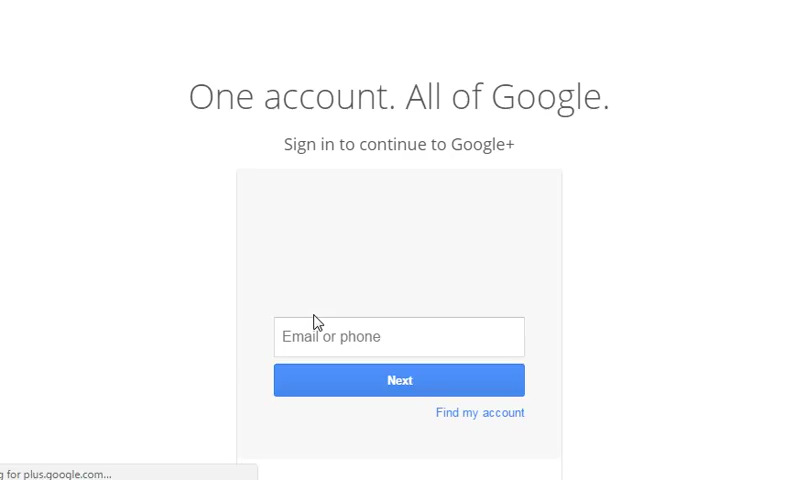 One account. All of Google.
Sign in to continue to Google+
Email or phone
Next
Find my account
for plus.google.com...